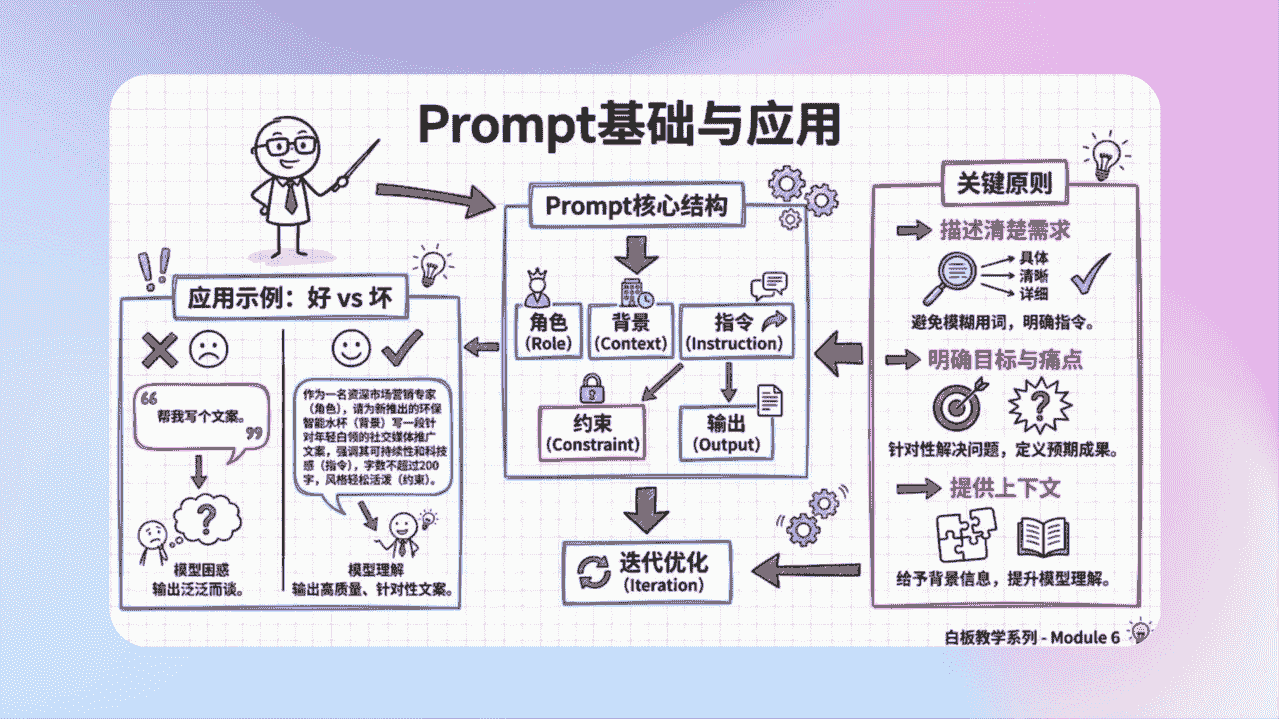 Prompt基础与应用
应用示例：好 vs 坏
“
帮我写个文案。
”
模型困惑
输出泛泛而谈。
作为一名资深市场营销专家
（角色），请为新推出的环保
智能水杯（背景）写一段针
对年轻白领的社交媒体推广
文案，强调其可持续性和科技
感（指令），字数不超过200
字，风格轻松活泼（约束）。
模型理解
输出高质量、针对性文案。
Prompt核心结构
角色
（Role）
背景
（Context）
指令
（Instruction）
约束
（Constraint）
输出
（Output）
迭代优化
（Iteration）
关键原则
描述清楚需求
具体
清晰
详细
避免模糊用词，明确指令。
明确目标与痛点
?
针对性解决问题，定义预期成果。
提供上下文
给予背景信息，提升模型理解。
白板教学系列 - Module 6